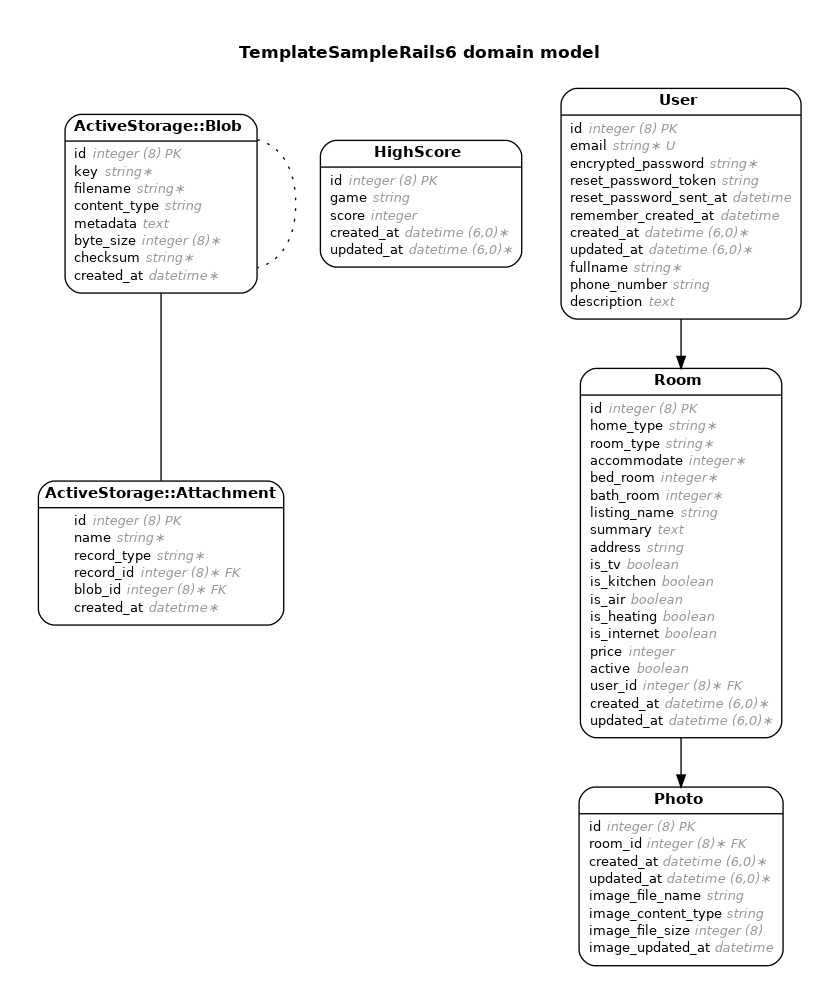 TemplateSampleRails6 domain model
ActiveStorage::Blob
id integer (8) PK
key string∗
filename string∗
content_type string
metadata text
byte_size integer (8)∗
checksum string∗
created_at datetime∗
HighScore
id integer (8) PK
game string
score integer
created_at datetime (6,0)∗
updated_at datetime (6,0)∗
User
id integer (8) PK
email string∗ U
encrypted_password string∗
reset_password_token string
reset_password_sent_at datetime
remember_created_at datetime
created_at datetime (6,0)∗
updated_at datetime (6,0)∗
fullname string∗
phone_number string
description text
ActiveStorage::Attachment
id integer (8) PK
name string∗
record_type string∗
record_id integer (8)∗ FK
blob_id integer (8)∗ FK
created_at datetime∗
Room
id integer (8) PK
home_type string∗
room_type string∗
accommodate integer∗
bed_room integer∗
bath_room integer∗
listing_name string
summary text
address string
is_tv boolean
is_kitchen boolean
is_air boolean
is_heating boolean
is_internet boolean
price integer
active boolean
user_id integer (8)∗ FK
created_at datetime (6,0)∗
updated_at datetime (6,0)∗
Photo
id integer (8) PK
room_id integer (8)∗ FK
created_at datetime (6,0)∗
updated_at datetime (6,0)∗
image_file_name string
image_content_type string
image_file_size integer (8)
image_updated_at datetime